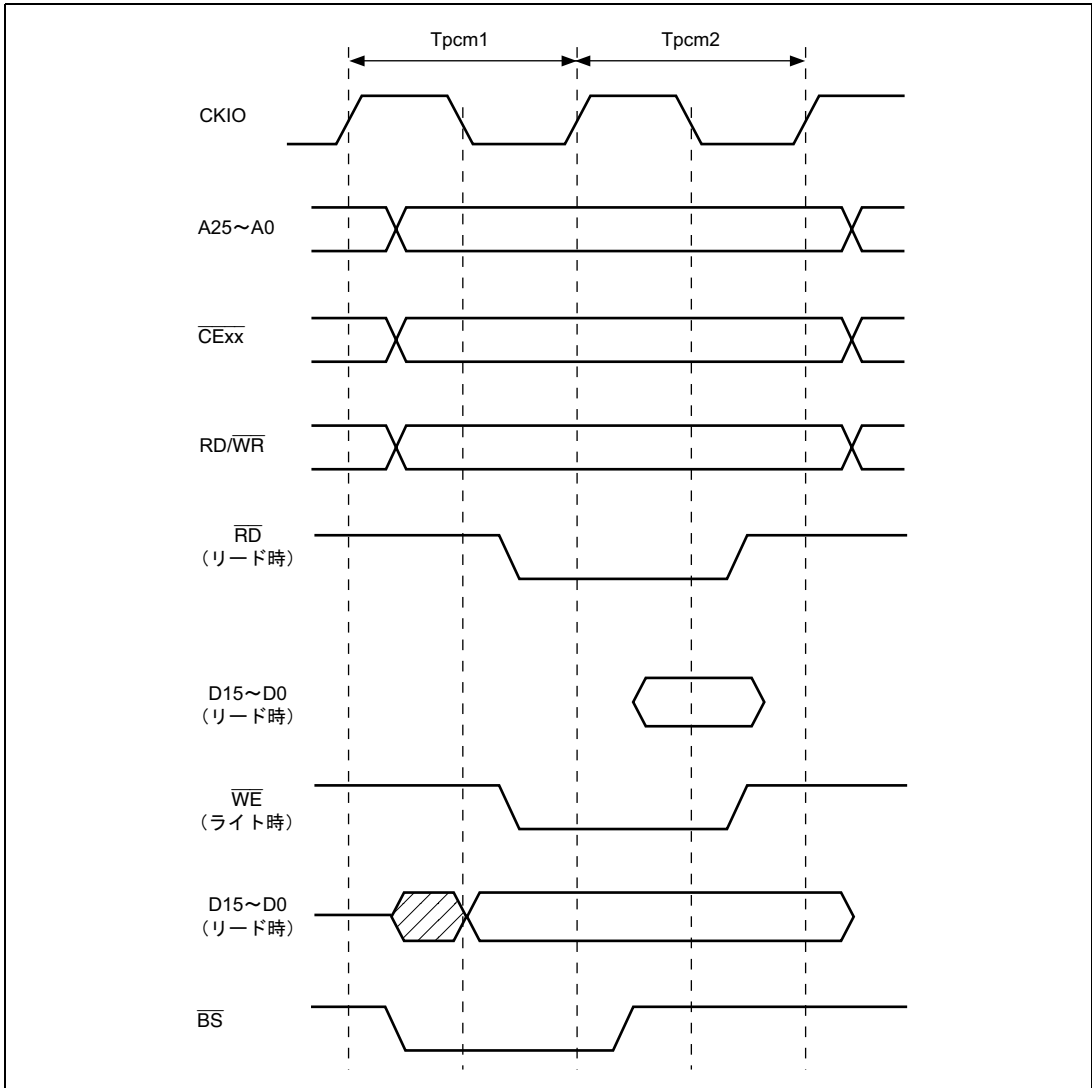 Tpcm1 Tpcm2
CKIO
A25～A0
CExx
RD/WR
RD
（リード時）
D15～D0
（リード時）
WE
（ライト時）
D15～D0
（リード時）
BS